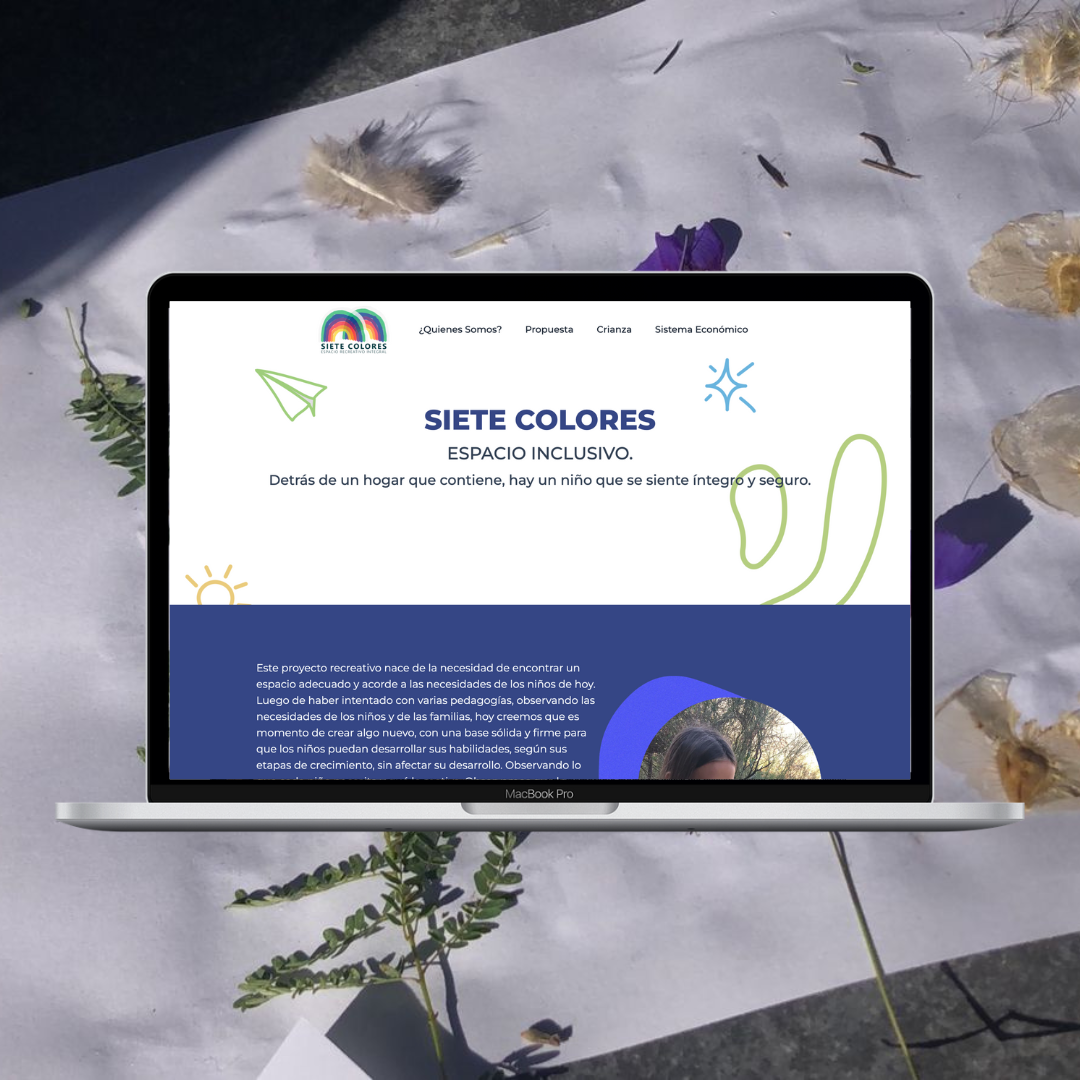 SIETE COLORES
ESPACIO RECREATIVO INTEGRAL
¿Quienes Somos? Propuesta Crianza Sistema Económico
SIETE COLORES
ESPACIO INCLUSIVO.
Detrás de un hogar que contiene, hay un niño que se siente íntegro y seguro.
Este proyecto recreativo nace de la necesidad de encontrar un
espacio adecuado y acorde a las necesidades de los niños de hoy.
Luego de haber intentado con varias pedagogías, observando las
necesidades de los niños y de las familias, hoy creemos que es
momento de crear algo nuevo, con una base sólida y firme para
que los niños puedan desarrollar sus habilidades, según sus
etapas de crecimiento, sin afectar su desarrollo. Observando lo
MacBook Pro